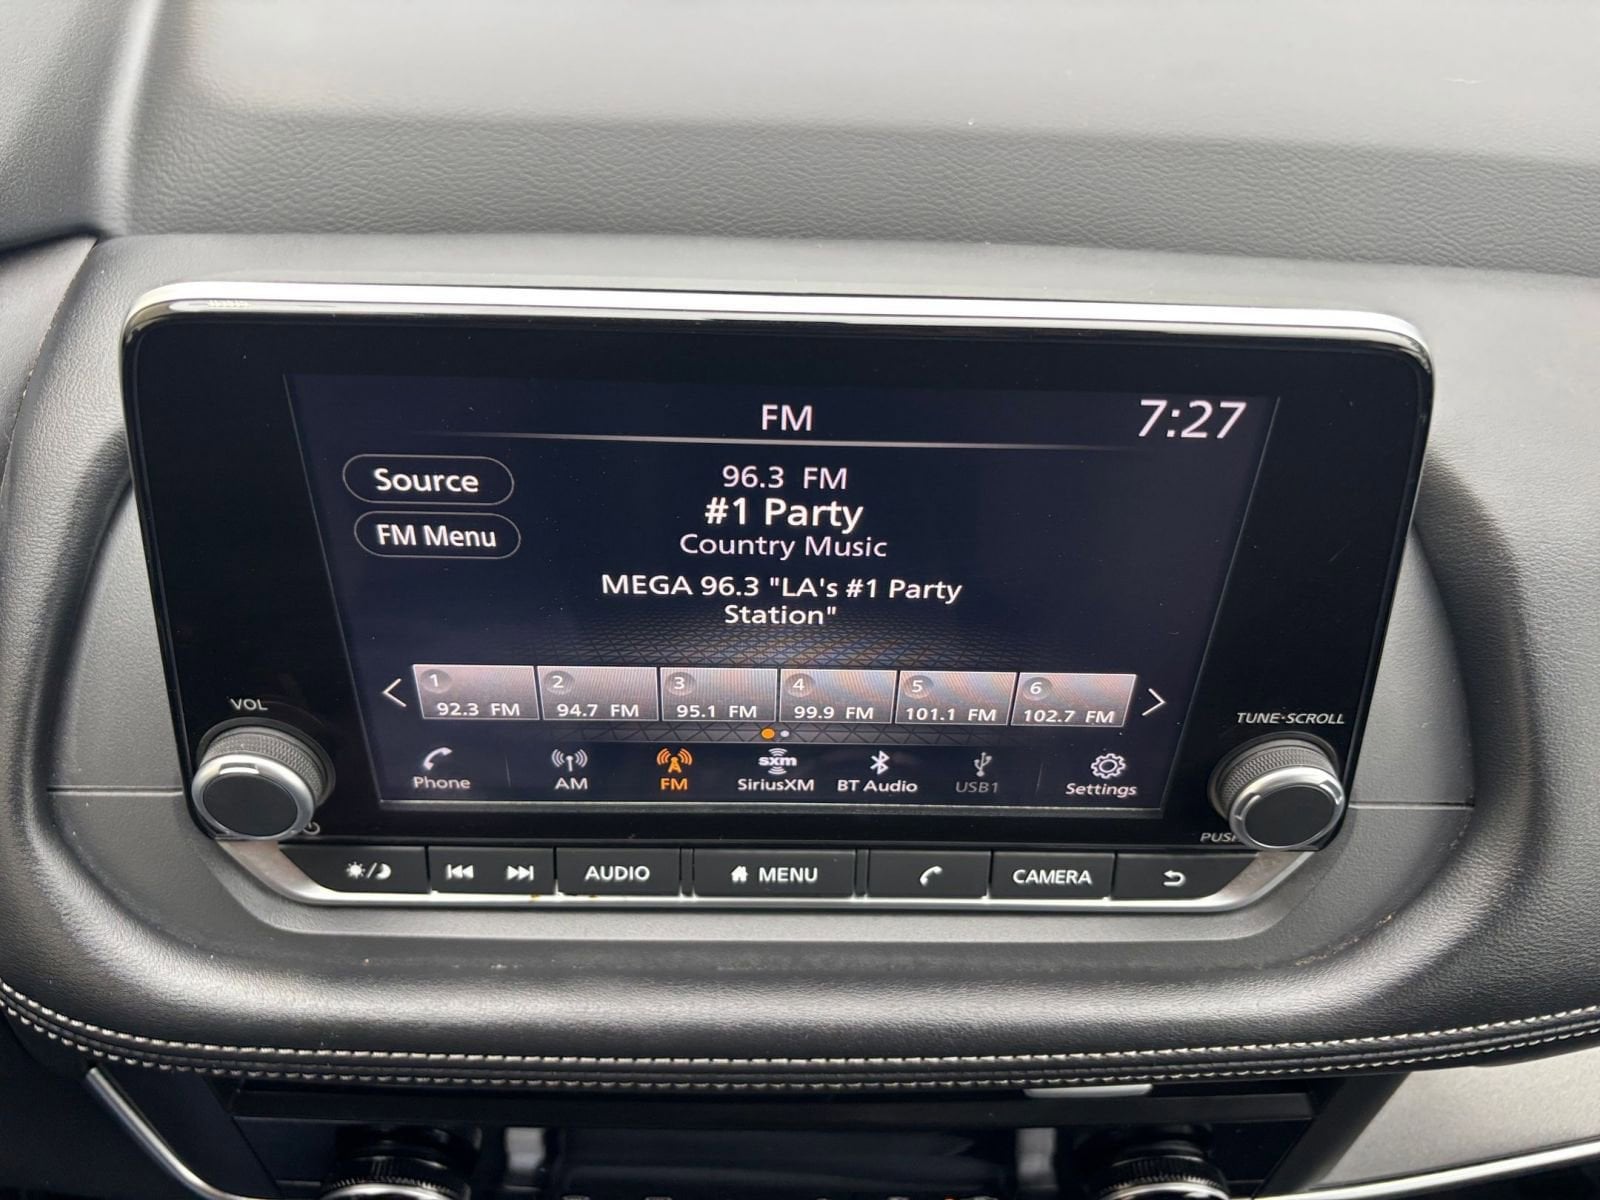 FM
7:27
Source
FM Menu
96.3 FM
#1 Party
Country Music
MEGA 96.3 "LA's #1 Party
Station"
1
92.3 FM
2
94.7 FM
3
95.1 FM
4
99.9 FM
5
101.1 FM
6
102.7 FM
VOL
TUNE·SCROLL
Phone
AM
FM
sxm
SiriusXM
BT Audio
USB1
Settings
PUSH
AUDIO
MENU
CAMERA